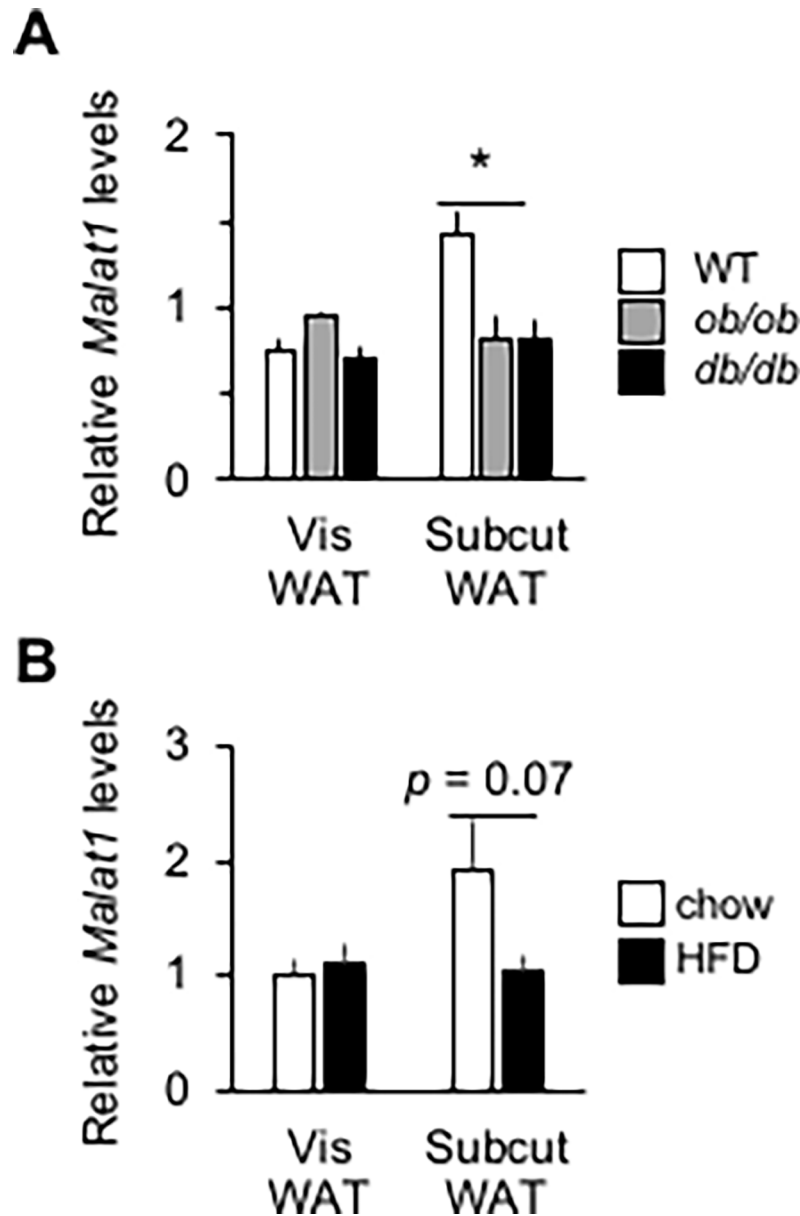 A
Relative Malat1 levels
2
1
0
*
WT
ob/ob
db/db
Vis
WAT
Subcut
WAT
B
Relative Malat1 levels
3
2
1
0
p = 0.07
chow
HFD
Vis
WAT
Subcut
WAT